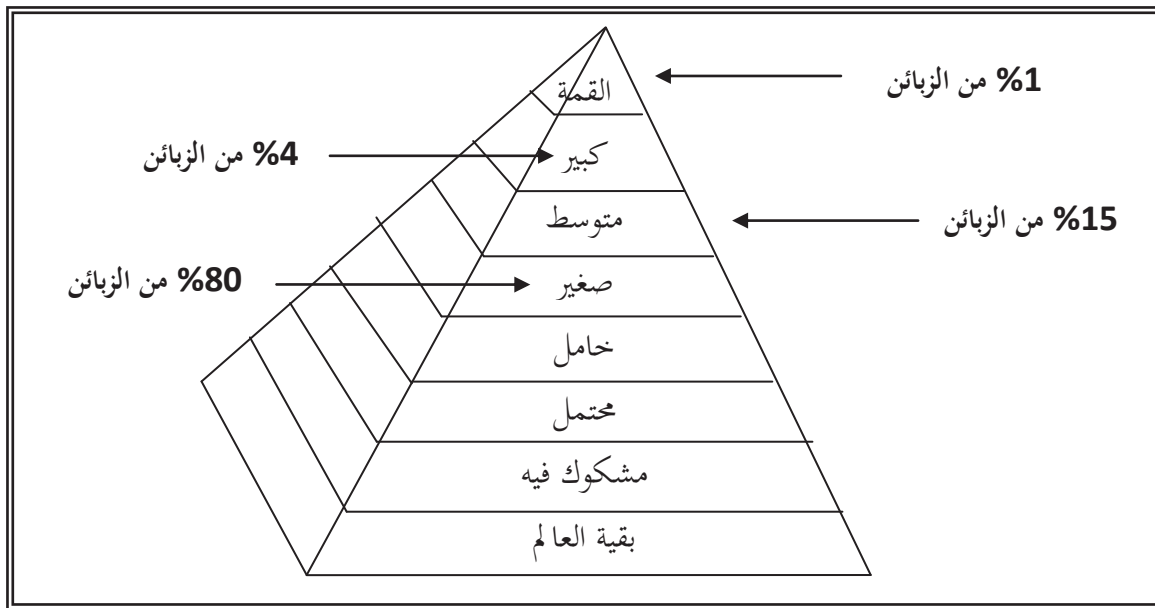 القمة
%1 من الزبائن
كبير
%4 من الزبائن
متوسط
%15 من الزبائن
صغير
%80 من الزبائن
خامل
محتمل
مشكوك فيه
بقية العالم